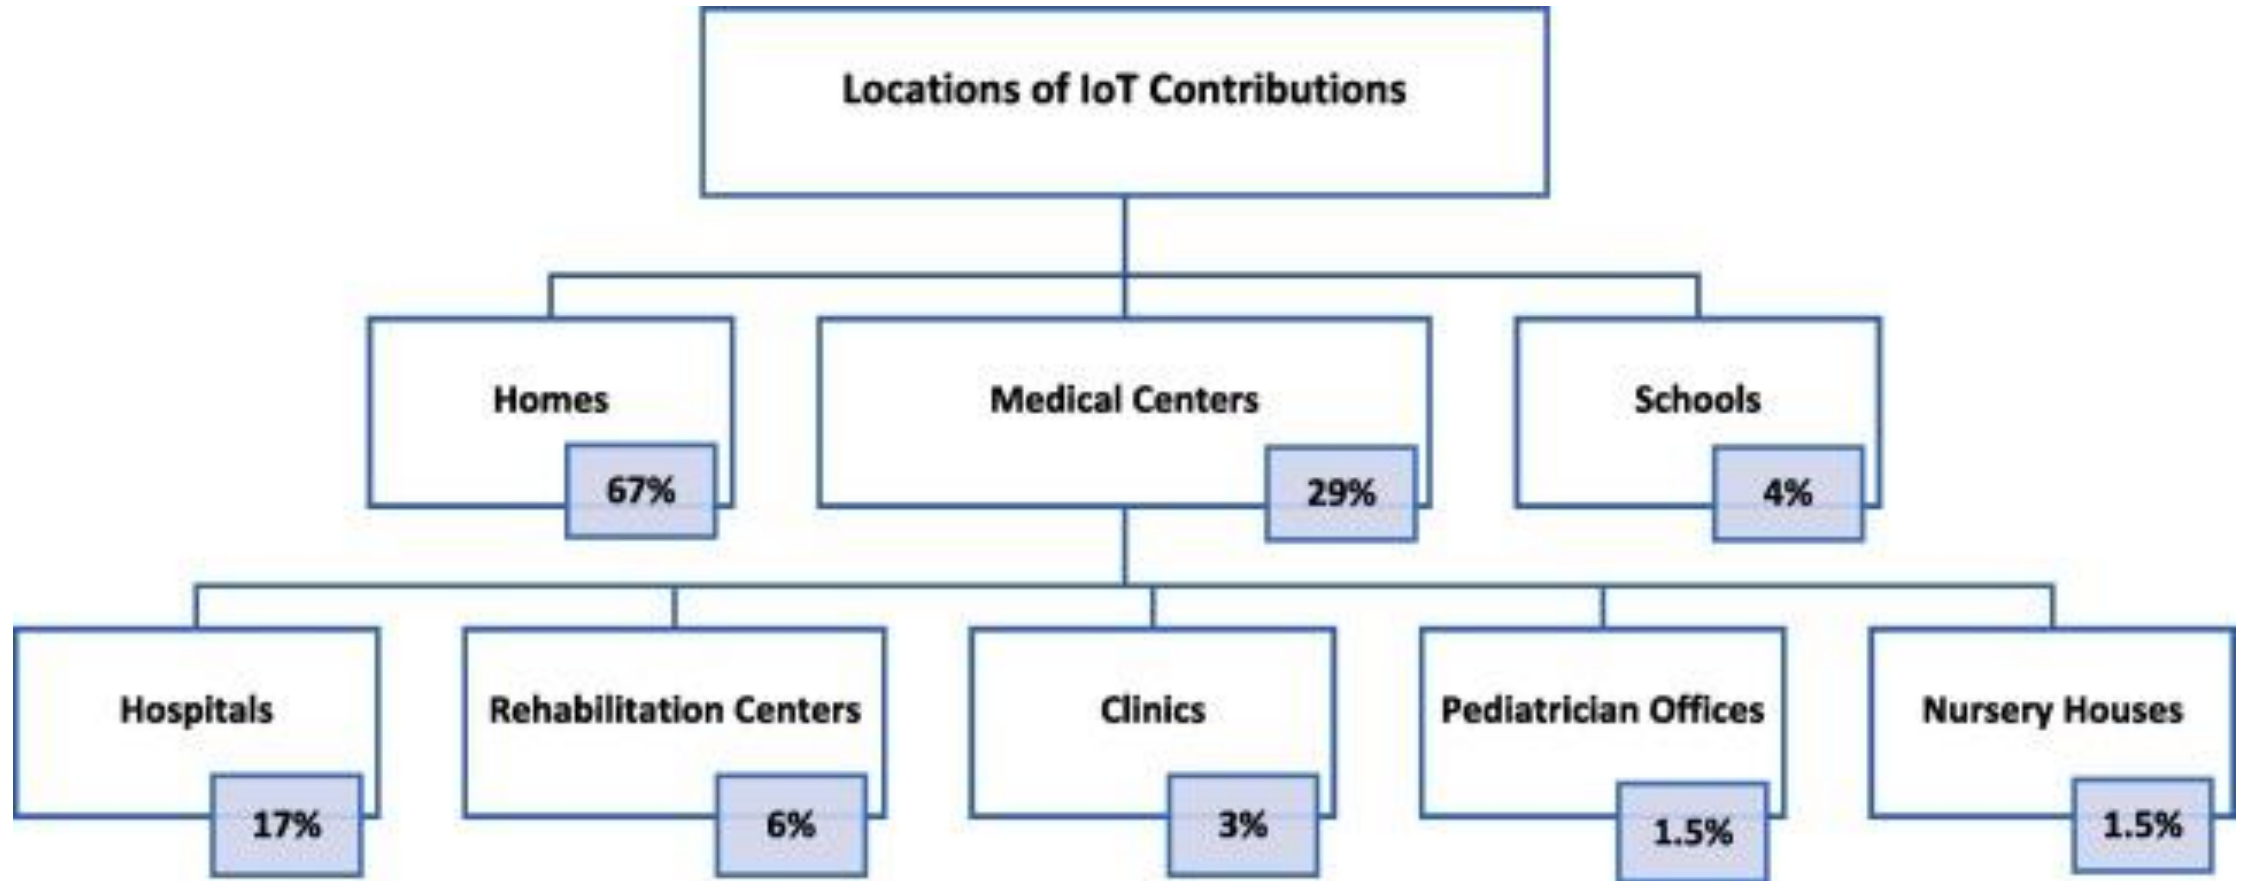 Locations of IoT Contributions
Homes
67%
Medical Centers
29%
Schools
4%
Hospitals
17%
Rehabilitation Centers
6%
Clinics
3%
Pediatrician Offices
1.5%
Nursery Houses
1.5%